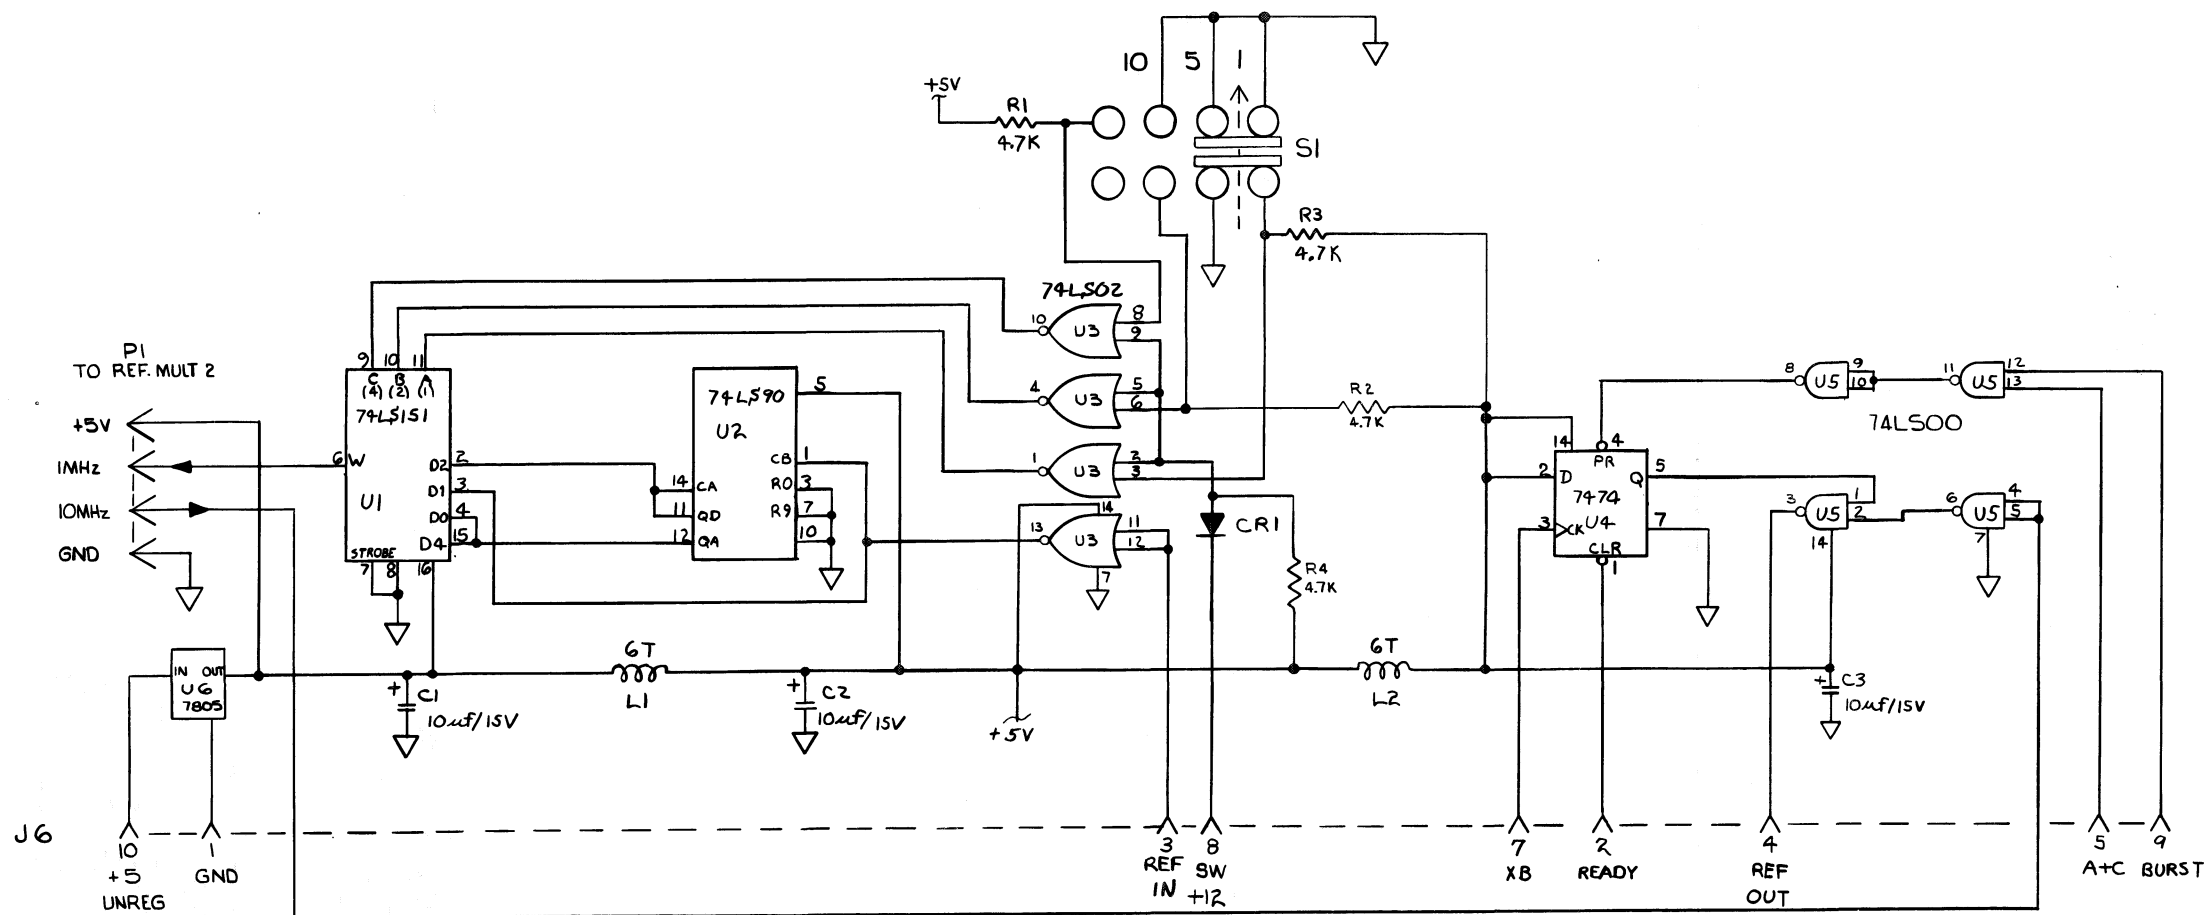 10 5 1
+5V
R1
4.7K
S1
R3
4.7K
74LS02
10 U3 8
9
4 U3 5
6
1 U3 2
3
14
13 U3 11
12
7
P1
TO REF. MULT 2
+5V
1MHz
10MHz
GND
9 10 11
C B A
(4) (2) (1)
74LS151
6 W
U1
D2 2
D1 3
D0 4
D4 15
STROBE
7 8 16
74LS90
U2
5
CB 1
R0 3
R9 7
10
14 CA
11 QD
12 QA
CR1
R4
4.7K
R2
4.7K
14 4
PR
2 D Q 5
7474
3 CK U4 7
CLR
1
8 U5 9
10
11 U5 12
13
74LS00
3 U5 1
2
14
6 U5 4
5
7
IN OUT
U6
7805
+ C1
10uf/15V
6T
L1
+ C2
10uf/15V
+5V
6T
L2
+ C3
10uf/15V
J6
10
+5
UNREG
1
GND
3
REF
IN
8
SW
+12
7
XB
2
READY
4
REF
OUT
5
A+C
9
BURST